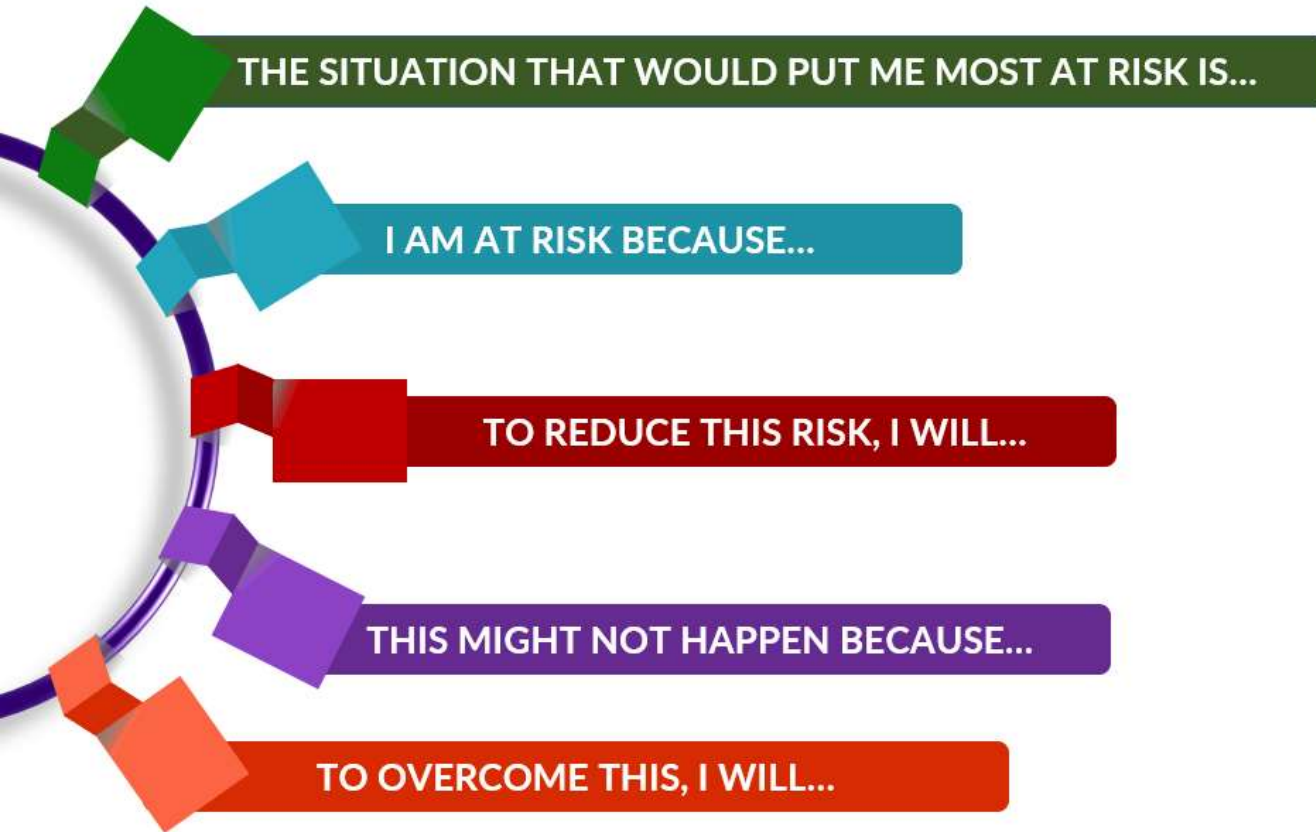 THE SITUATION THAT WOULD PUT ME MOST AT RISK IS...
I AM AT RISK BECAUSE...
TO REDUCE THIS RISK, I WILL...
THIS MIGHT NOT HAPPEN BECAUSE...
TO OVERCOME THIS, I WILL...